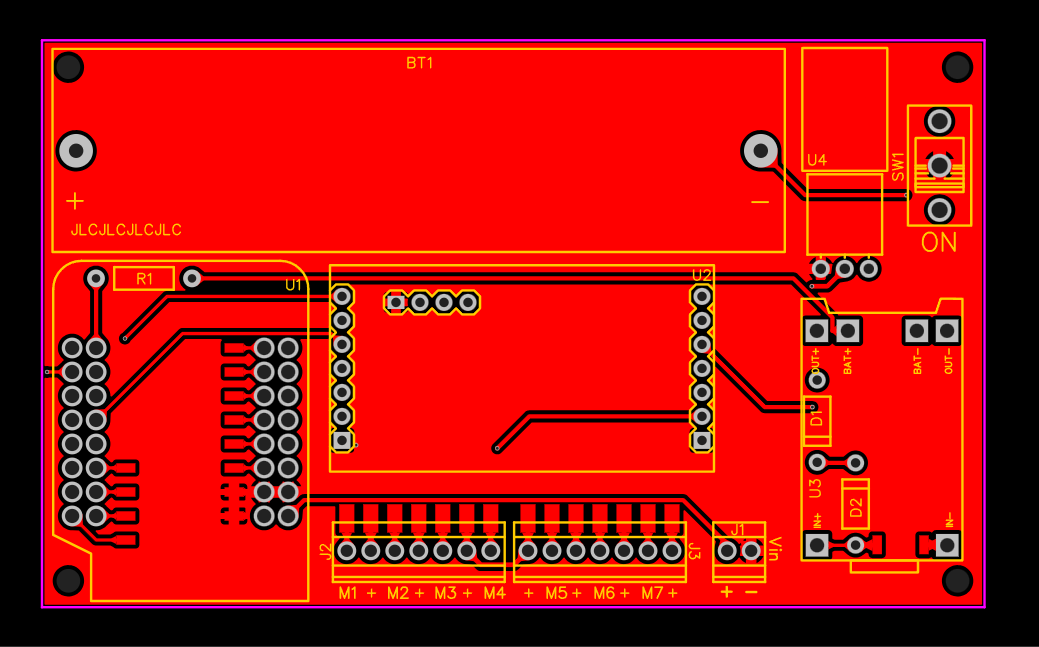 BT1
U4
SW1
+
−
JLCJLCJLCJLC
ON
R1
U1
U2
OUT+
BAT+
BAT-
OUT-
D1
U3
D2
IN+
IN-
J2
J3
J1
Vin
M1 + M2 + M3 + M4
+ M5 + M6 + M7 +
+ −